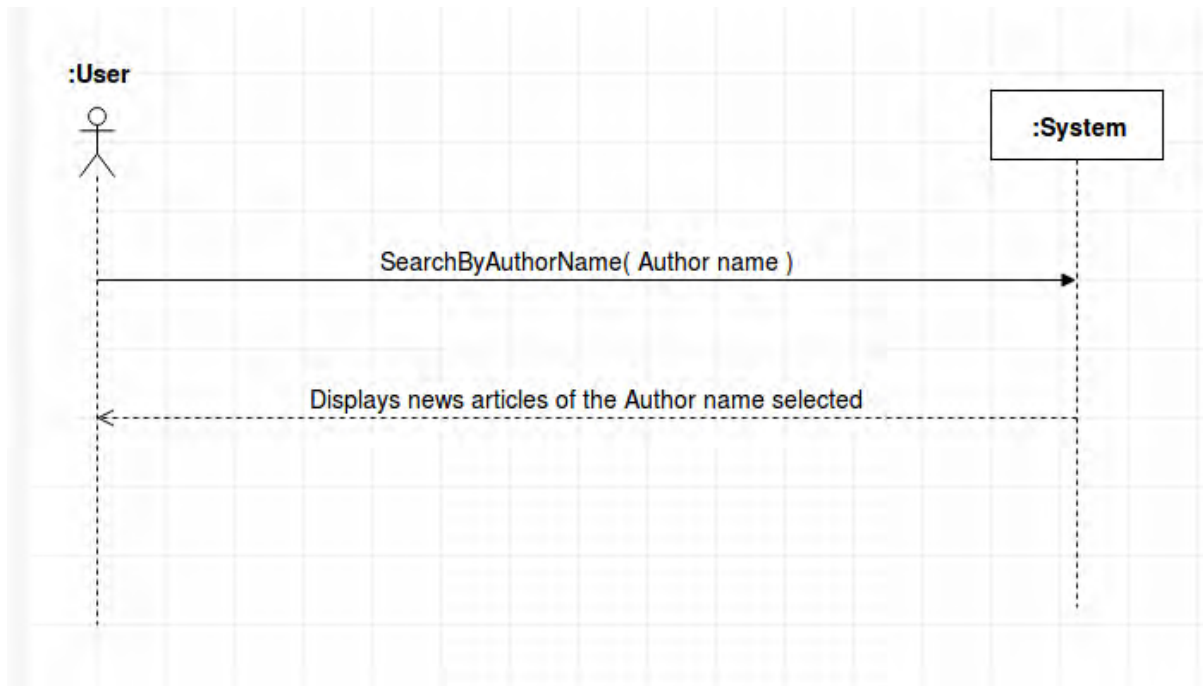 :User
:System
SearchByAuthorName( Author name )
Displays news articles of the Author name selected